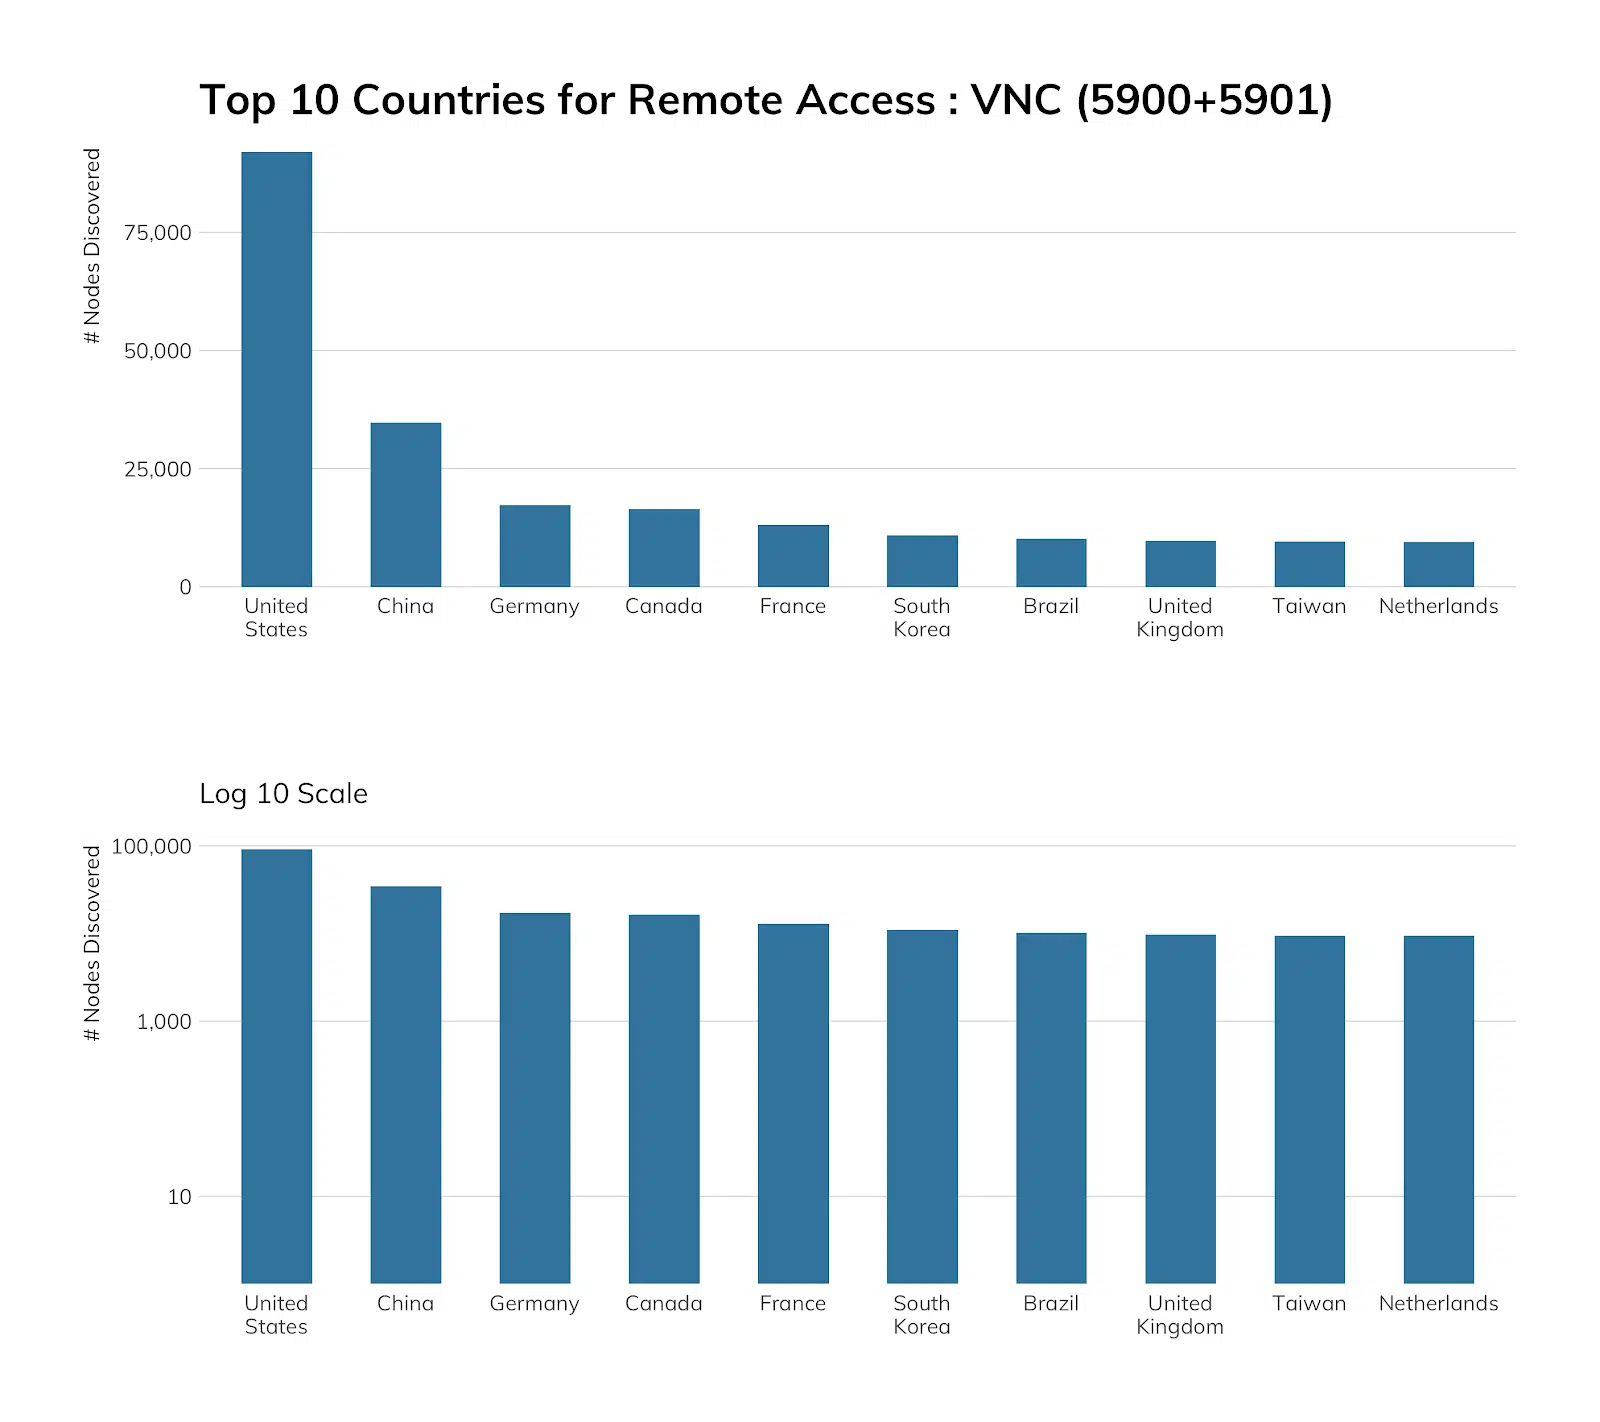 Top 10 Countries for Remote Access : VNC (5900+5901)
# Nodes Discovered
75,000
50,000
25,000
0
United States
China
Germany
Canada
France
South Korea
Brazil
United Kingdom
Taiwan
Netherlands
Log 10 Scale
# Nodes Discovered
100,000
1,000
10
United States
China
Germany
Canada
France
South Korea
Brazil
United Kingdom
Taiwan
Netherlands